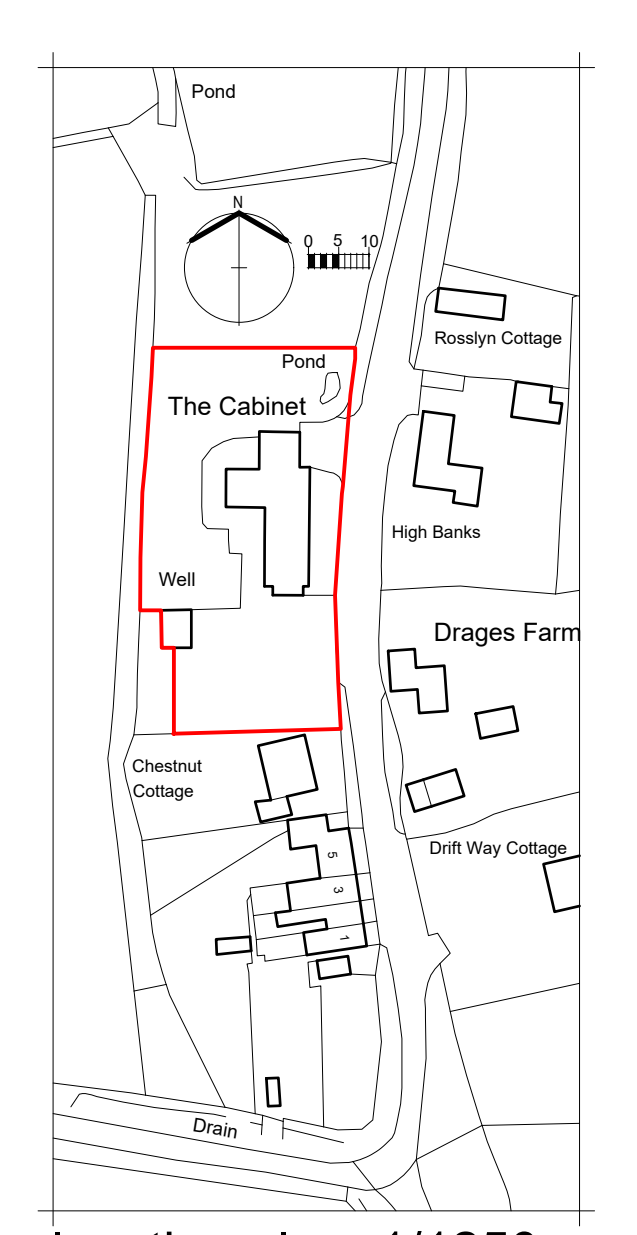 Pond
N
0 5 10
Rosslyn Cottage
Pond
The Cabinet
High Banks
Well
Drages Farm
Chestnut
Cottage
Drift Way Cottage
5
3
1
Drain